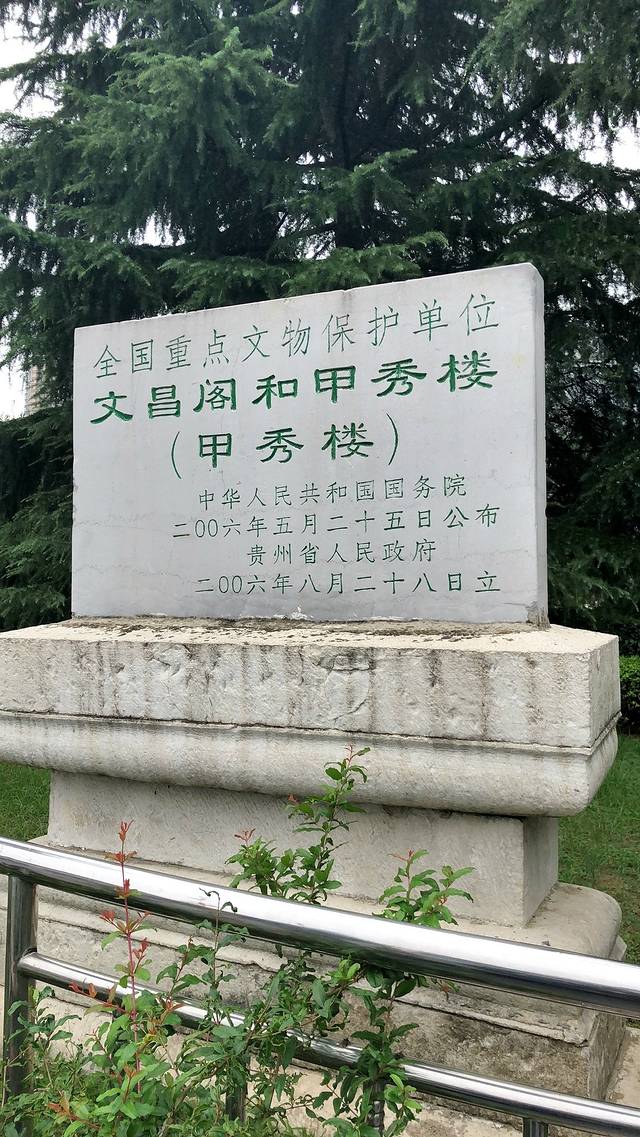 全国重点文物保护单位
文昌阁和甲秀楼
(甲秀楼)
中华人民共和国国务院
二00六年五月二十五日公布
贵州省人民政府
二00六年八月二十八日立